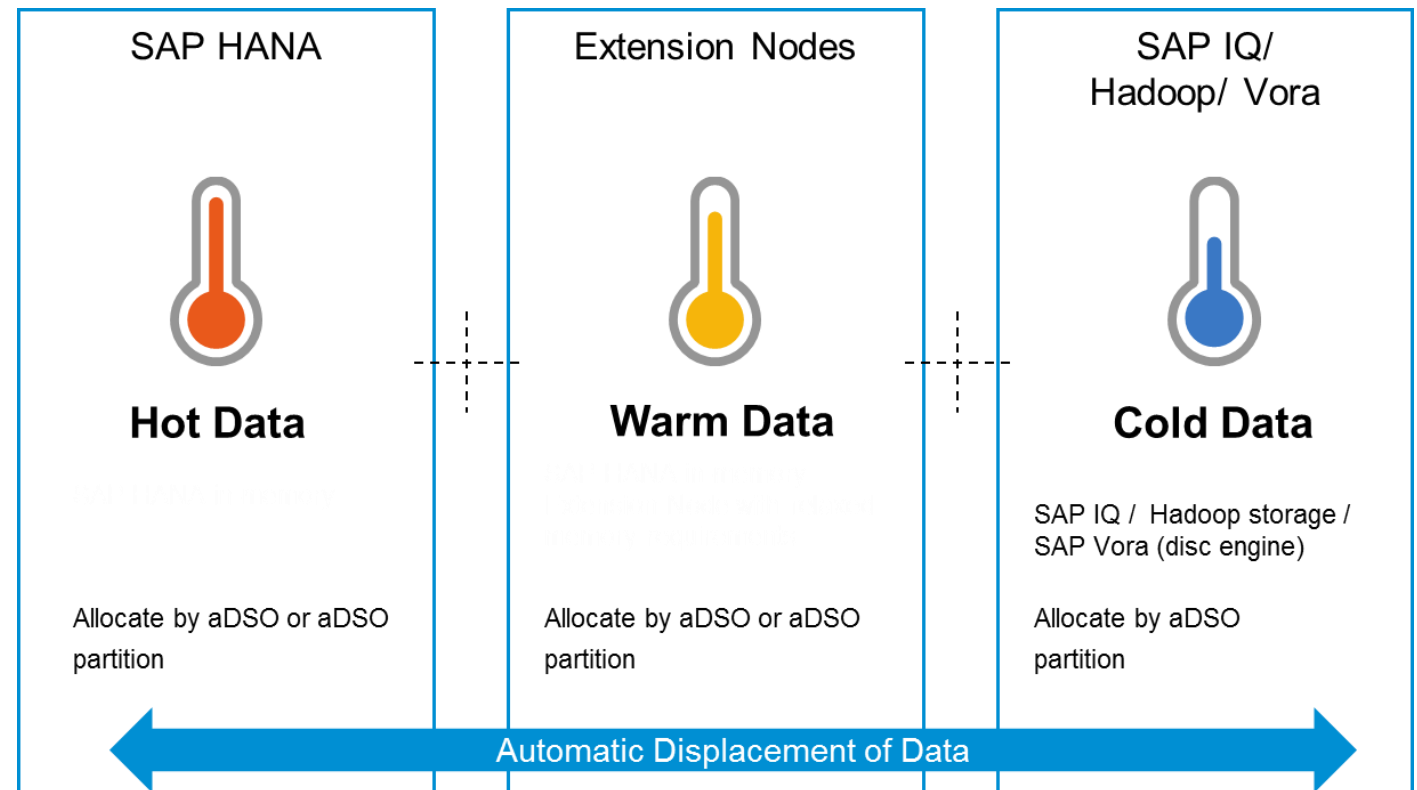 SAP HANA
Hot Data
Allocate by aDSO or aDSO
partition
Extension Nodes
Warm Data
Allocate by aDSO or aDSO
partition
SAP IQ/
Hadoop/ Vora
Cold Data
SAP IQ / Hadoop storage /
SAP Vora (disc engine)
Allocate by aDSO
partition
Automatic Displacement of Data